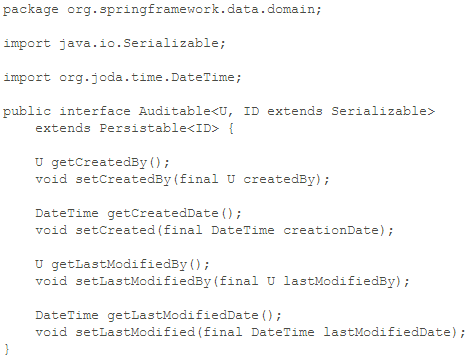 package org.springframework.data.domain;
import java.io.Serializable;
import org.joda.time.DateTime;
public interface Auditable<U, ID extends Serializable>
    extends Persistable<ID> {
    U getCreatedBy();
    void setCreatedBy(final U createdBy);
    DateTime getCreatedDate();
    void setCreated(final DateTime creationDate);
    U getLastModifiedBy();
    void setLastModifiedBy(final U lastModifiedBy);
    DateTime getLastModifiedDate();
    void setLastModified(final DateTime lastModifiedDate);
}